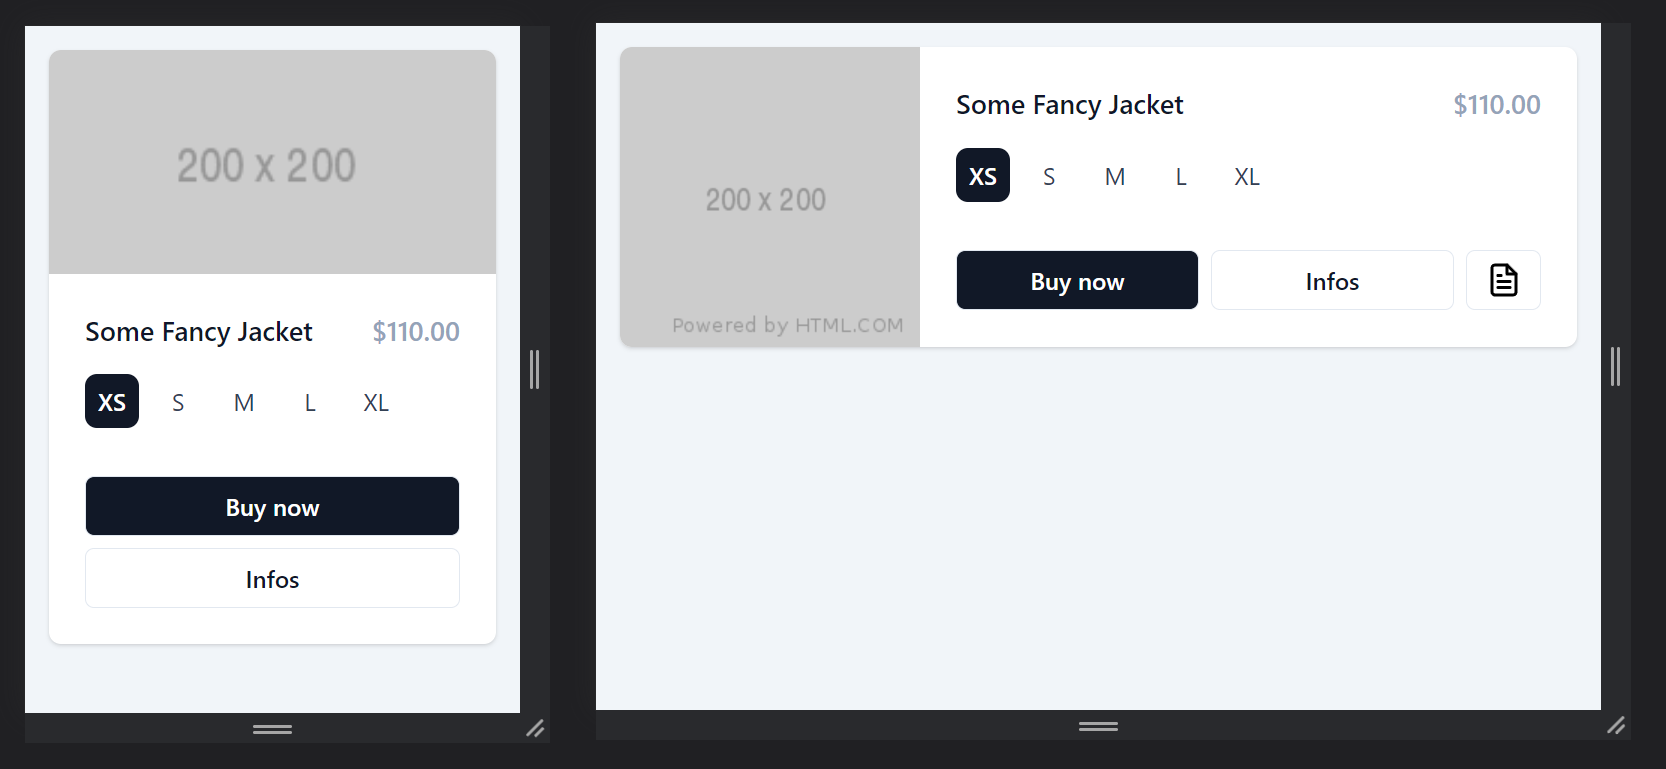 200 x 200
Some Fancy Jacket $110.00
XS S M L XL
Buy now
Infos
200 x 200
Powered by HTML.COM
Some Fancy Jacket $110.00
XS S M L XL
Buy now Infos